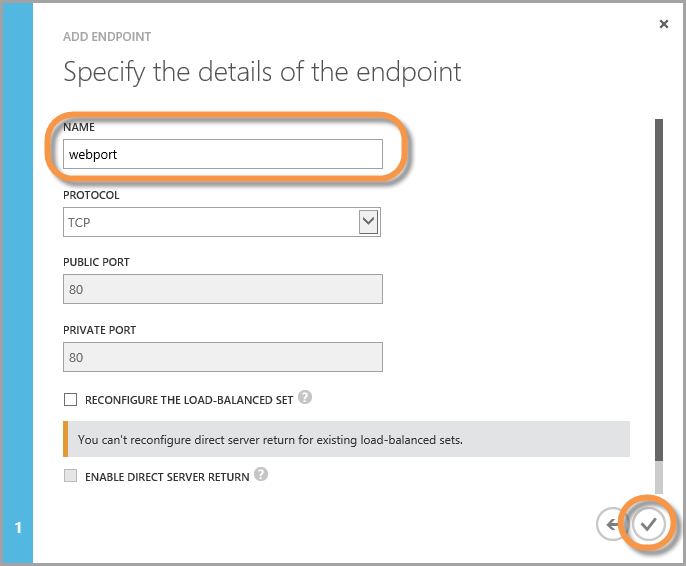 ADD ENDPOINT
Specify the details of the endpoint
NAME
webport
PROTOCOL
TCP
PUBLIC PORT
80
PRIVATE PORT
80
RECONFIGURE THE LOAD-BALANCED SET ?
You can't reconfigure direct server return for existing load-balanced sets.
ENABLE DIRECT SERVER RETURN ?
1